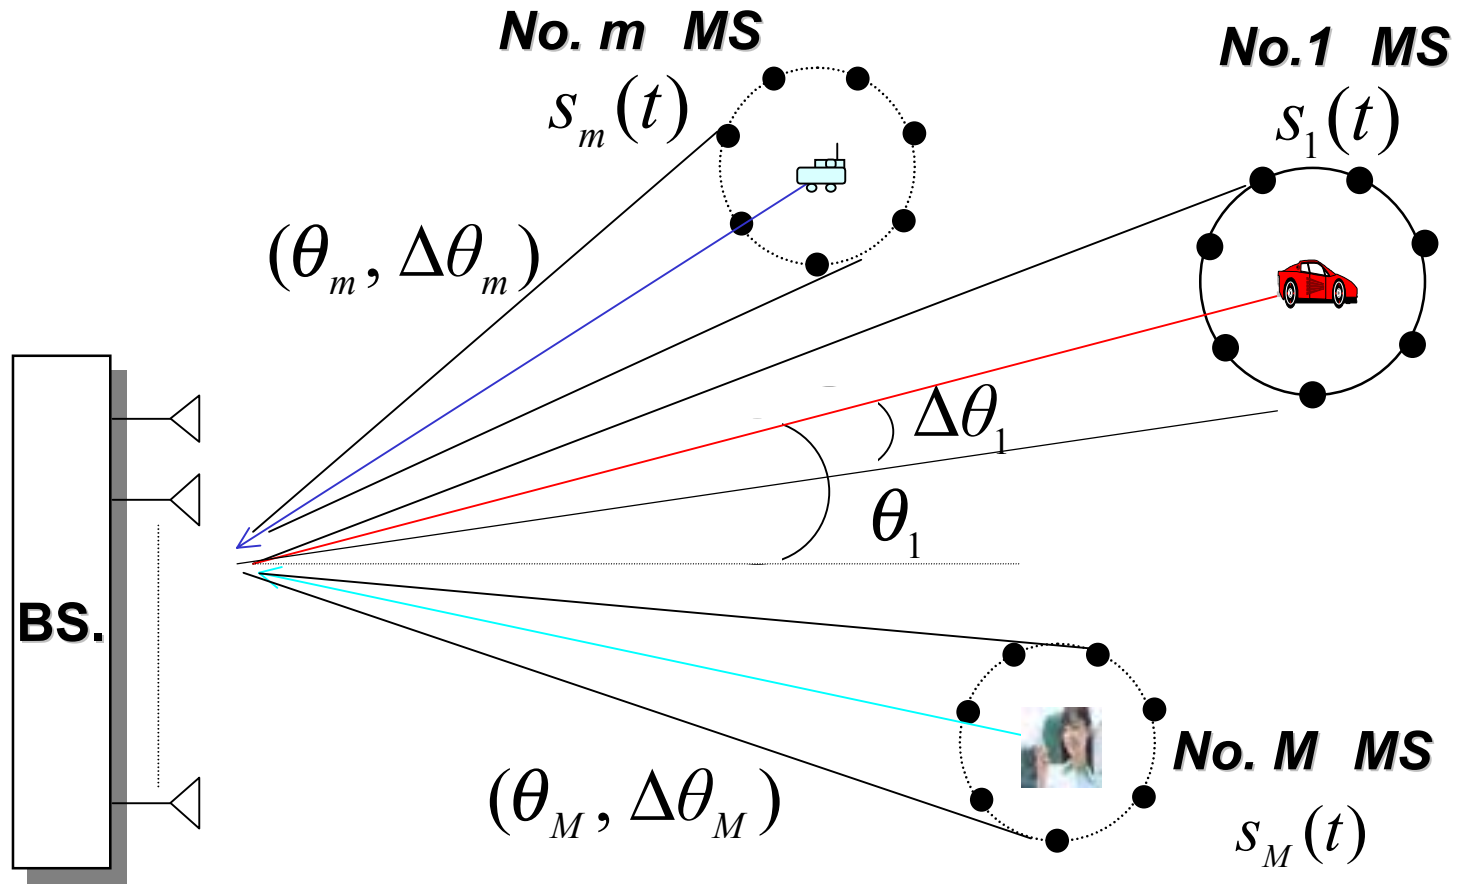 No. m MS
No.1 MS
s_m(t)
s_1(t)
(θ_m, Δθ_m)
Δθ_1
θ_1
BS.
No. M MS
(θ_M, Δθ_M)
s_M(t)